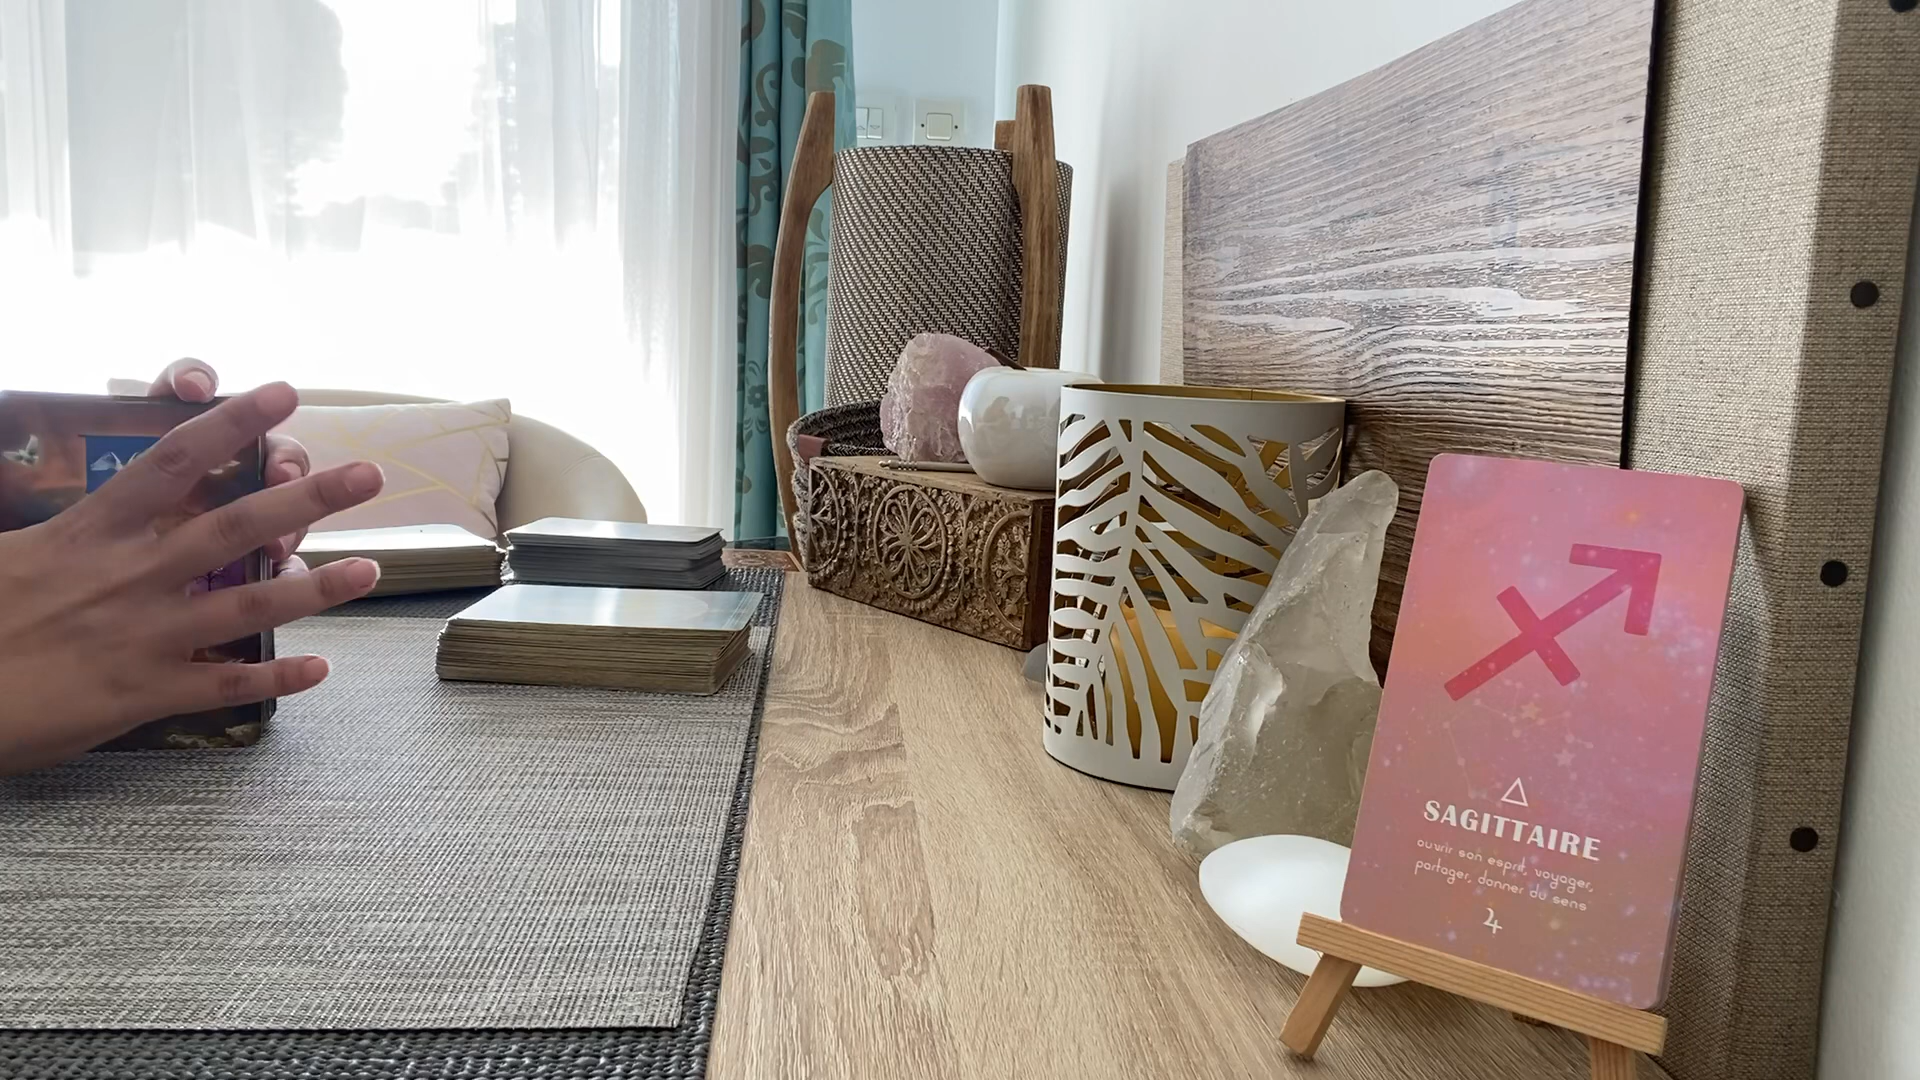 SAGITTAIRE
ouvrir son esprit, voyager,
partager, donner du sens